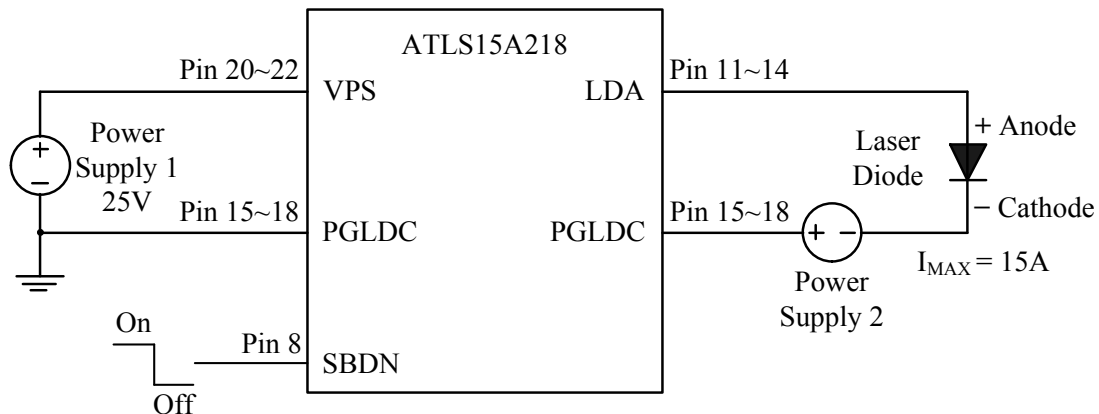 ATLS15A218
Pin 20~22
VPS
LDA
Pin 11~14
+
−
Power
Supply 1
25V
Laser
Diode
+ Anode
− Cathode
Pin 15~18
PGLDC
PGLDC
Pin 15~18
+ −
Power
Supply 2
IMAX = 15A
On
Off
Pin 8
SBDN